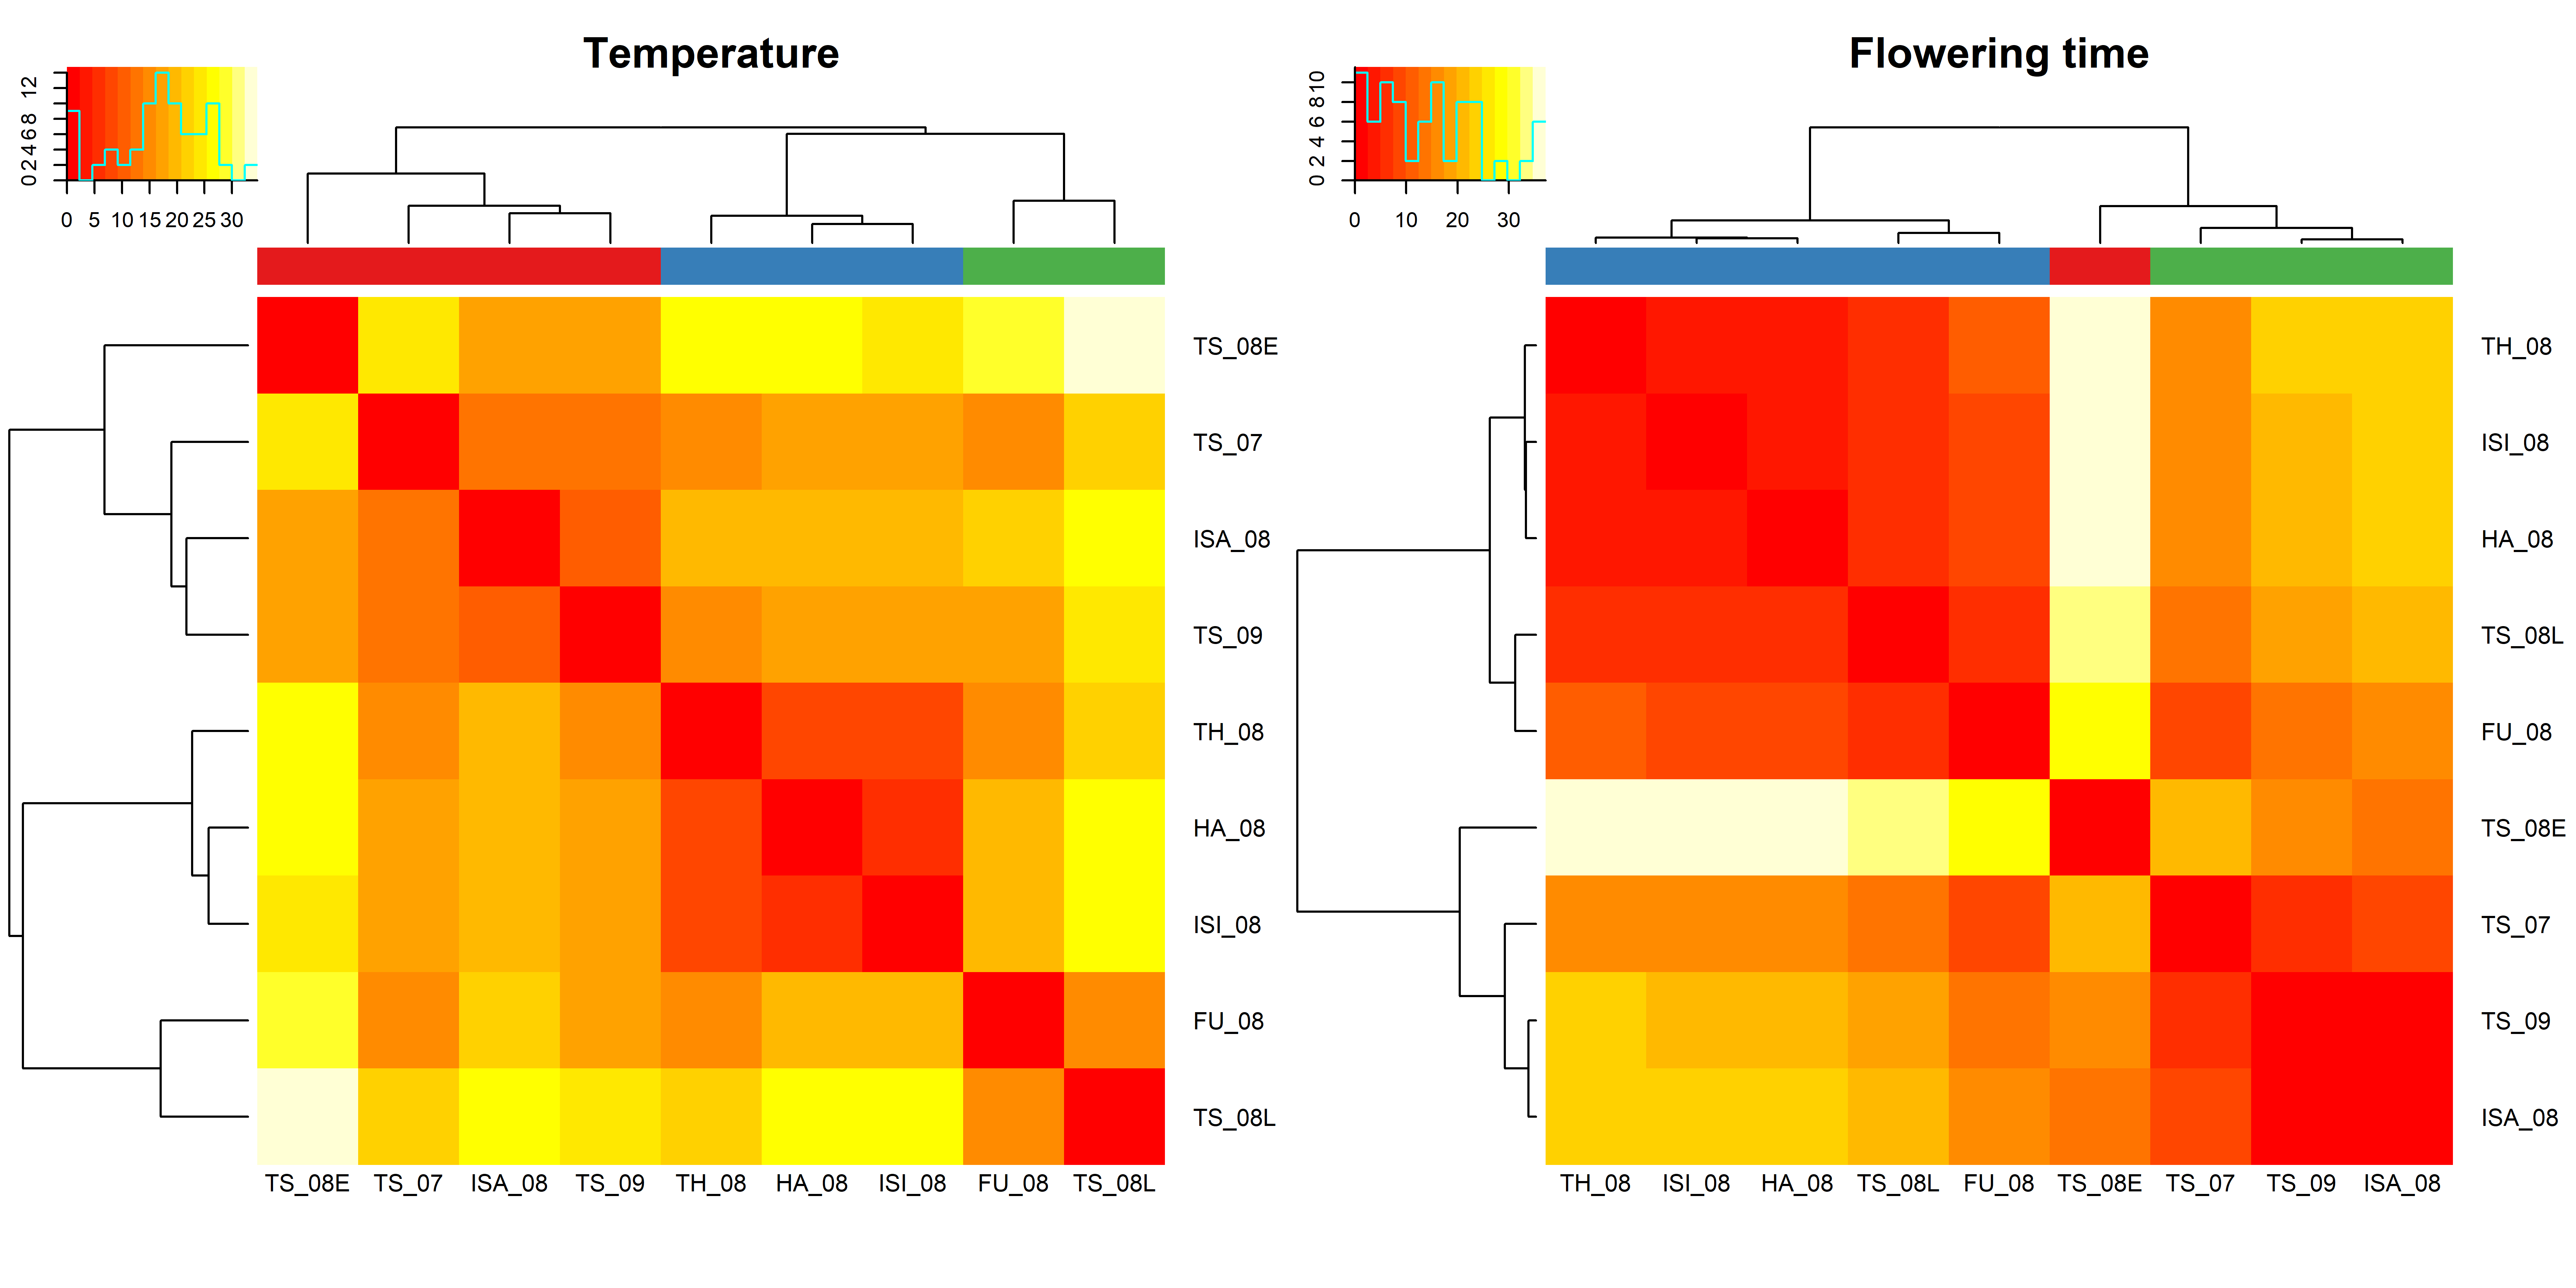 Temperature
0 2 4 6 8 12
0 5 10 15 20 25 30
TS_08E
TS_07
ISA_08
TS_09
TH_08
HA_08
ISI_08
FU_08
TS_08L
TS_08E TS_07 ISA_08 TS_09 TH_08 HA_08 ISI_08 FU_08 TS_08L
Flowering time
0 2 4 6 8 10
0 10 20 30
TH_08
ISI_08
HA_08
TS_08L
FU_08
TS_08E
TS_07
TS_09
ISA_08
TH_08 ISI_08 HA_08 TS_08L FU_08 TS_08E TS_07 TS_09 ISA_08